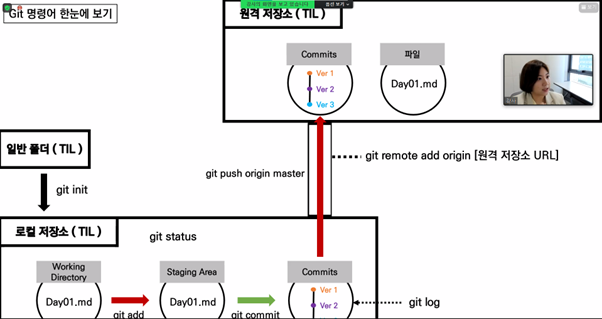 Git 명령어 한눈에 보기
원격 저장소 ( TIL )
Commits
파일
Ver 1
Ver 2
Ver 3
Day01.md
일반 폴더 ( TIL )
git init
git push origin master
git remote add origin [원격 저장소 URL]
로컬 저장소 ( TIL )
git status
Working
Directory
Staging Area
Commits
Day01.md
Day01.md
Ver 1
Ver 2
git add
git commit
git log